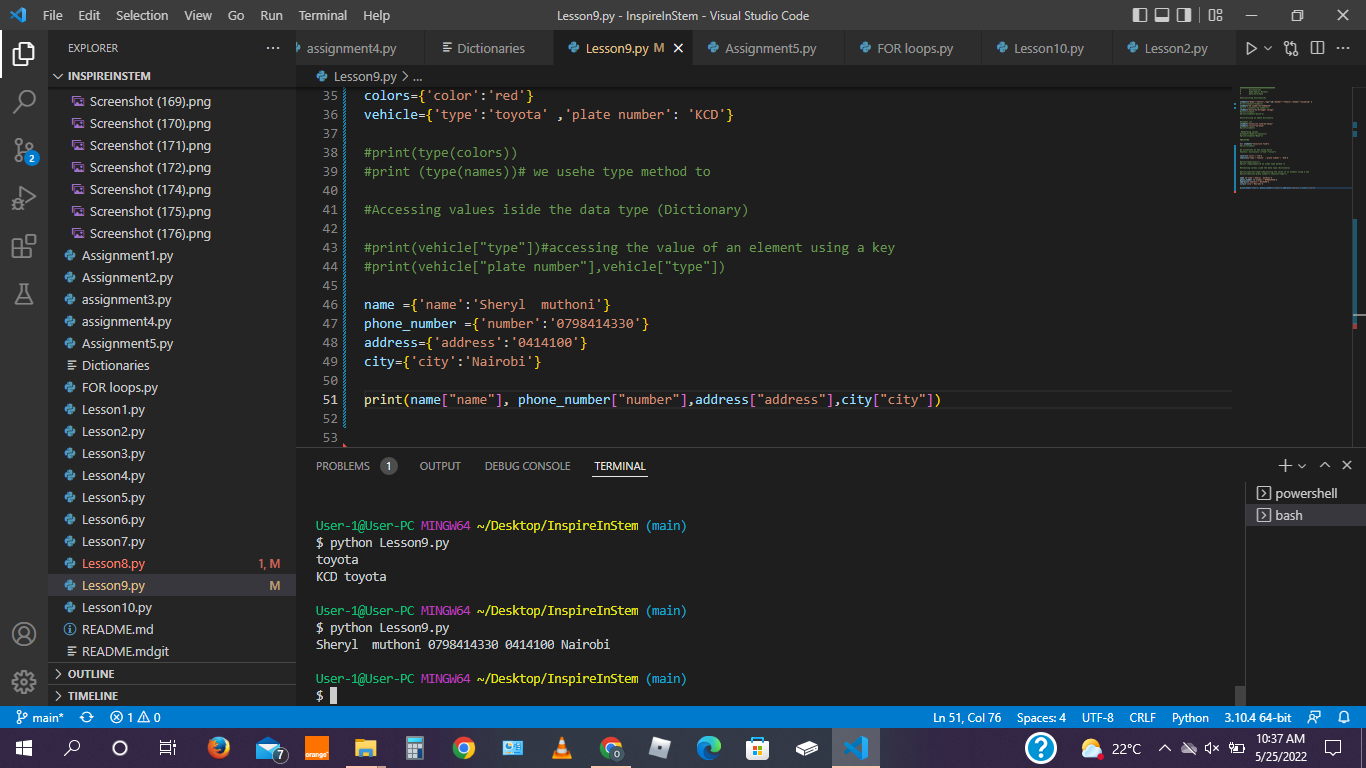 File Edit Selection View Go Run Terminal Help Lesson9.py - InspireInStem - Visual Studio Code
EXPLORER ...
assignment4.py Dictionaries Lesson9.py M Assignment5.py FOR loops.py Lesson10.py Lesson2.py
INSPIREINSTEM
Screenshot (169).png
Screenshot (170).png
Screenshot (171).png
Screenshot (172).png
Screenshot (174).png
Screenshot (175).png
Screenshot (176).png
Assignment1.py
Assignment2.py
assignment3.py
assignment4.py
Assignment5.py
Dictionaries
FOR loops.py
Lesson1.py
Lesson2.py
Lesson3.py
Lesson4.py
Lesson5.py
Lesson6.py
Lesson7.py
Lesson8.py 1, M
Lesson9.py M
Lesson10.py
README.md
README.mdgit
OUTLINE
TIMELINE
2
Lesson9.py > ...
35 colors={'color':'red'}
36 vehicle={'type':'toyota' ,'plate number': 'KCD'}
37
38 #print(type(colors))
39 #print (type(names))# we usehe type method to
40
41 #Accessing values iside the data type (Dictionary)
42
43 #print(vehicle["type"])#accessing the value of an element using a key
44 #print(vehicle["plate number"],vehicle["type"])
45
46 name ={'name':'Sheryl  muthoni'}
47 phone_number ={'number':'0798414330'}
48 address={'address':'0414100'}
49 city={'city':'Nairobi'}
50
51 print(name["name"], phone_number["number"],address["address"],city["city"])
52
53
PROBLEMS 1 OUTPUT DEBUG CONSOLE TERMINAL
powershell
bash
User-1@User-PC MINGW64 ~/Desktop/InspireInStem (main)
$ python Lesson9.py
toyota
KCD toyota
User-1@User-PC MINGW64 ~/Desktop/InspireInStem (main)
$ python Lesson9.py
Sheryl  muthoni 0798414330 0414100 Nairobi
User-1@User-PC MINGW64 ~/Desktop/InspireInStem (main)
$
main* 1 0 Ln 51, Col 76 Spaces: 4 UTF-8 CRLF Python 3.10.4 64-bit
7 orange 22°C 10:37 AM
5/25/2022